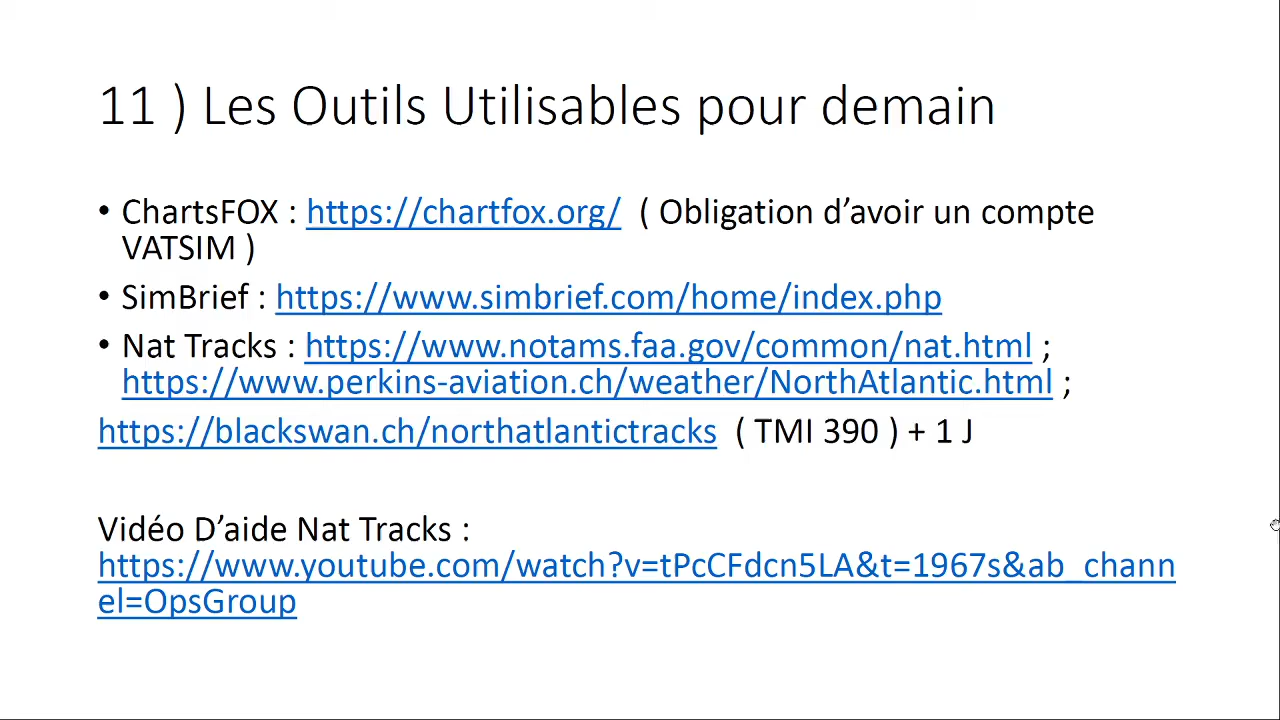 11 ) Les Outils Utilisables pour demain
• ChartsFOX : https://chartfox.org/ ( Obligation d’avoir un compte
VATSIM )
• SimBrief : https://www.simbrief.com/home/index.php
• Nat Tracks : https://www.notams.faa.gov/common/nat.html ;
https://www.perkins-aviation.ch/weather/NorthAtlantic.html ;
https://blackswan.ch/northatlantictracks ( TMI 390 ) + 1 J
Vidéo D’aide Nat Tracks :
https://www.youtube.com/watch?v=tPcCFdcn5LA&t=1967s&ab_chann
el=OpsGroup